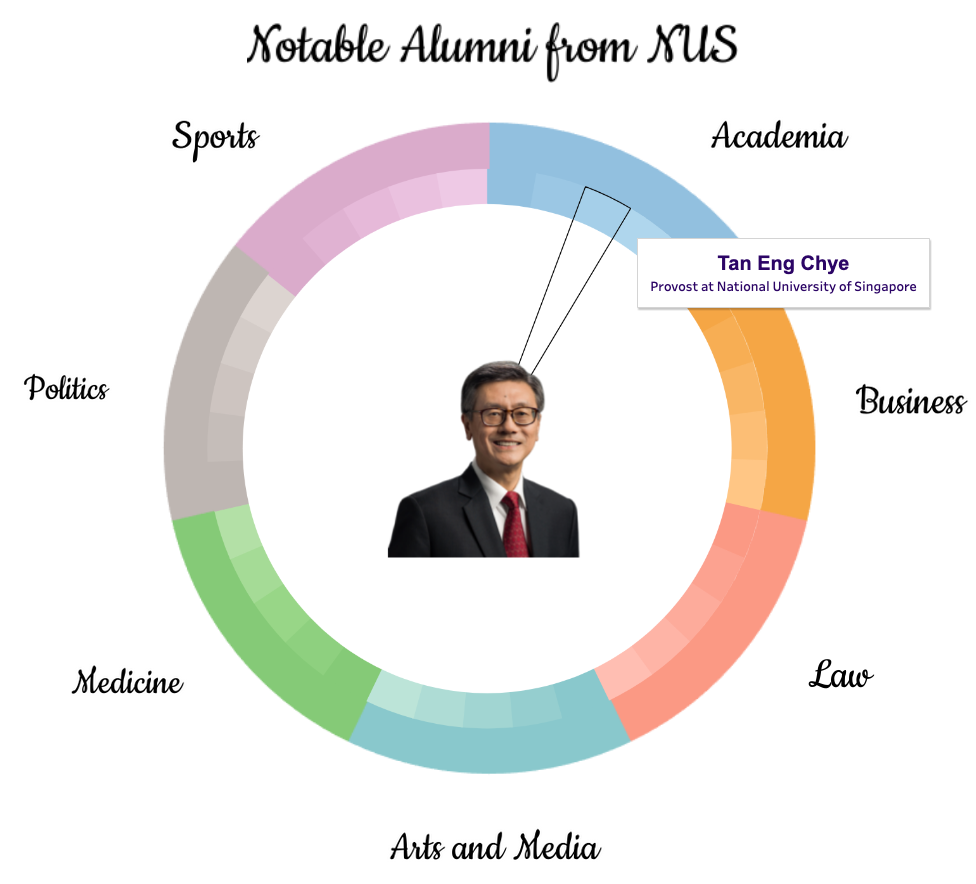 Notable Alumni from NUS
Sports
Academia
Tan Eng Chye
Provost at National University of Singapore
Politics
Business
Medicine
Law
Arts and Media